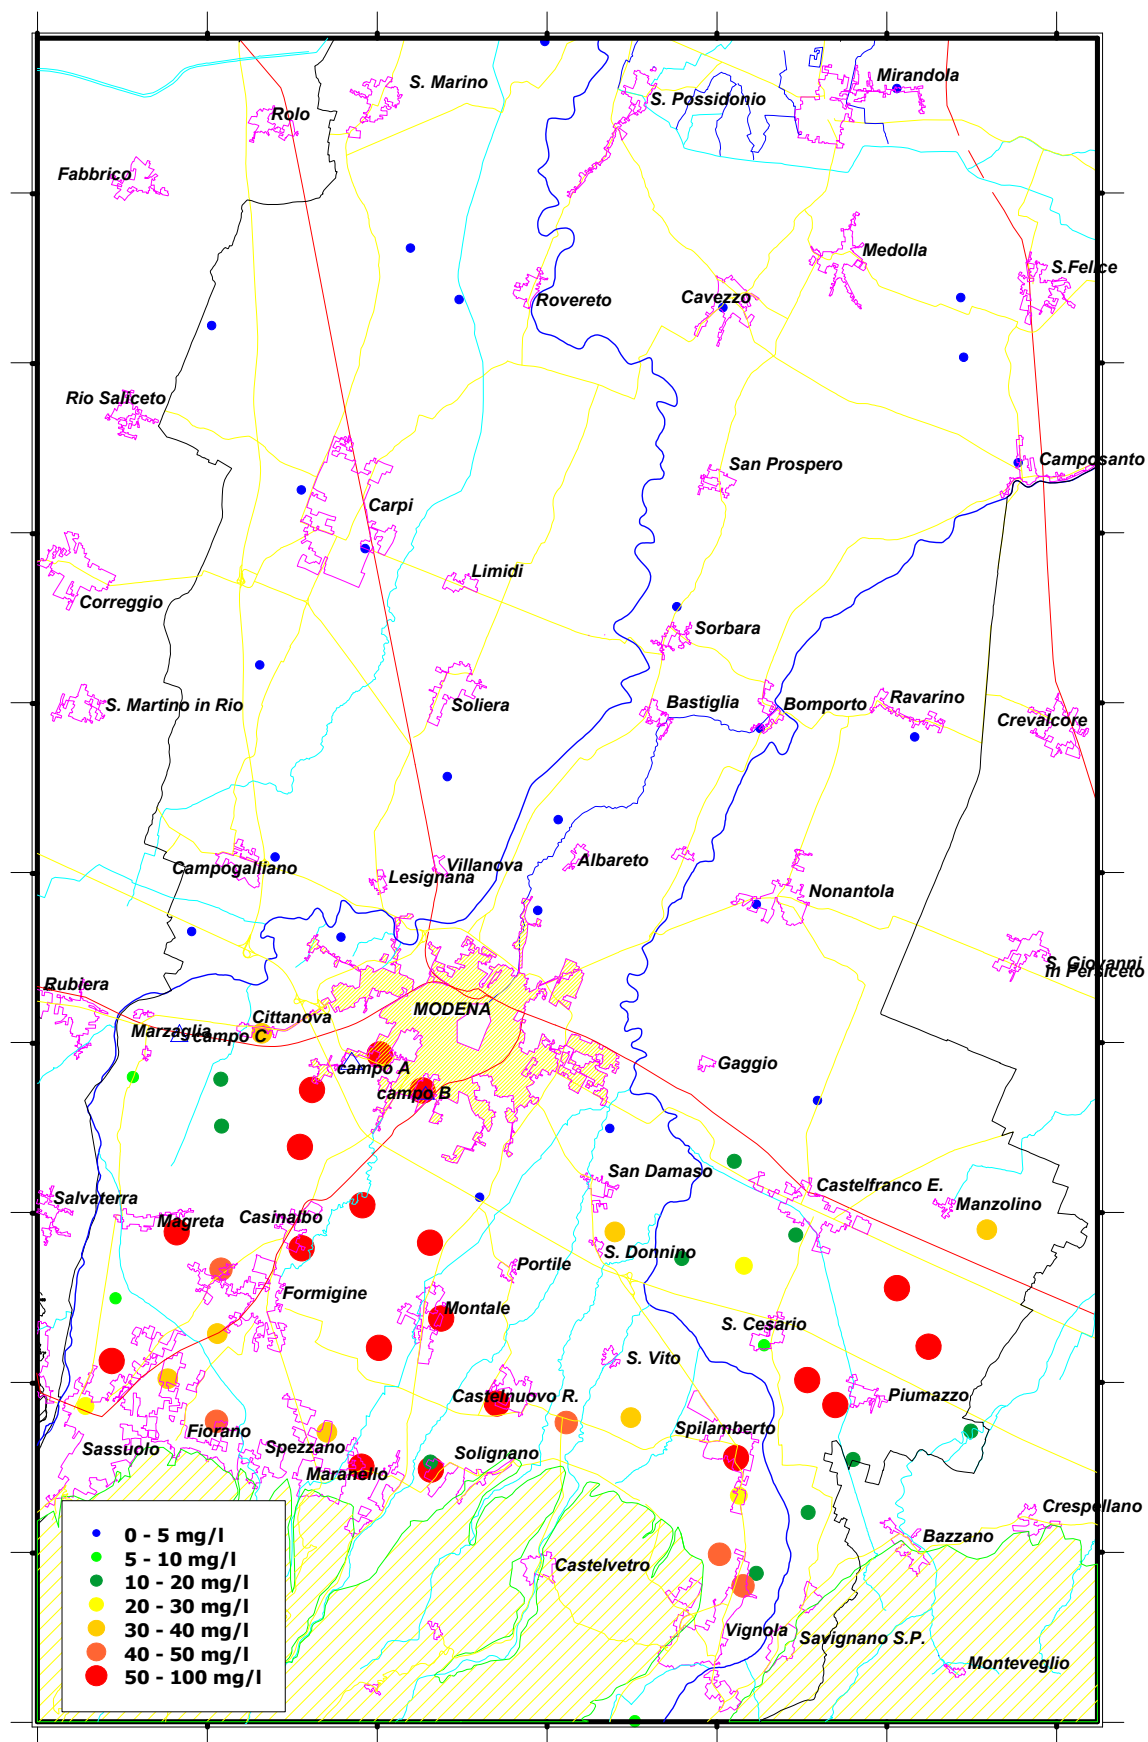 S. Marino
Mirandola
S. Possidonio
Rolo
Fabbrico
Medolla
S.Felice
Rovereto
Cavezzo
Rio Saliceto
Camposanto
San Prospero
Carpi
Limidi
Correggio
Sorbara
S. Martino in Rio
Soliera
Bastiglia
Bomporto
Ravarino
Crevalcore
Campogalliano
Lesignana
Villanova
Albareto
Nonantola
S. Giovanni
in Persiceto
Rubiera
Cittanova
MODENA
Marzaglia
campo C
campo A
Gaggio
campo B
San Damaso
Castelfranco E.
Salvaterra
Manzolino
Magreta
Casinalbo
S. Donnino
Portile
Formigine
Montale
S. Cesario
S. Vito
Castelnuovo R.
Piumazzo
Spilamberto
Fiorano
Sassuolo
Spezzano
Solignano
Maranello
Crespellano
Bazzano
Castelvetro
Vignola
Savignano S.P.
Monteveglio
0 - 5 mg/l
5 - 10 mg/l
10 - 20 mg/l
20 - 30 mg/l
30 - 40 mg/l
40 - 50 mg/l
50 - 100 mg/l